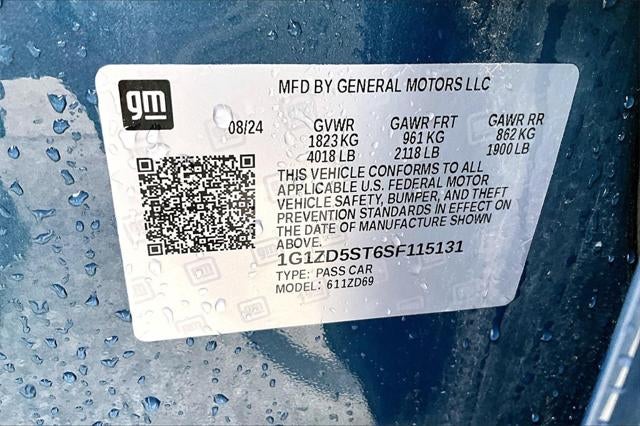 gm
MFD BY GENERAL MOTORS LLC
08/24 GVWR GAWR FRT GAWR RR
1823 KG 961 KG 862 KG
4018 LB 2118 LB 1900 LB
THIS VEHICLE CONFORMS TO ALL
APPLICABLE U.S. FEDERAL MOTOR
VEHICLE SAFETY, BUMPER, AND THEFT
PREVENTION STANDARDS IN EFFECT ON
THE DATE OF MANUFACTURE SHOWN
ABOVE.
1G1ZD5ST6SF115131
TYPE: PASS CAR
MODEL: 611ZD69